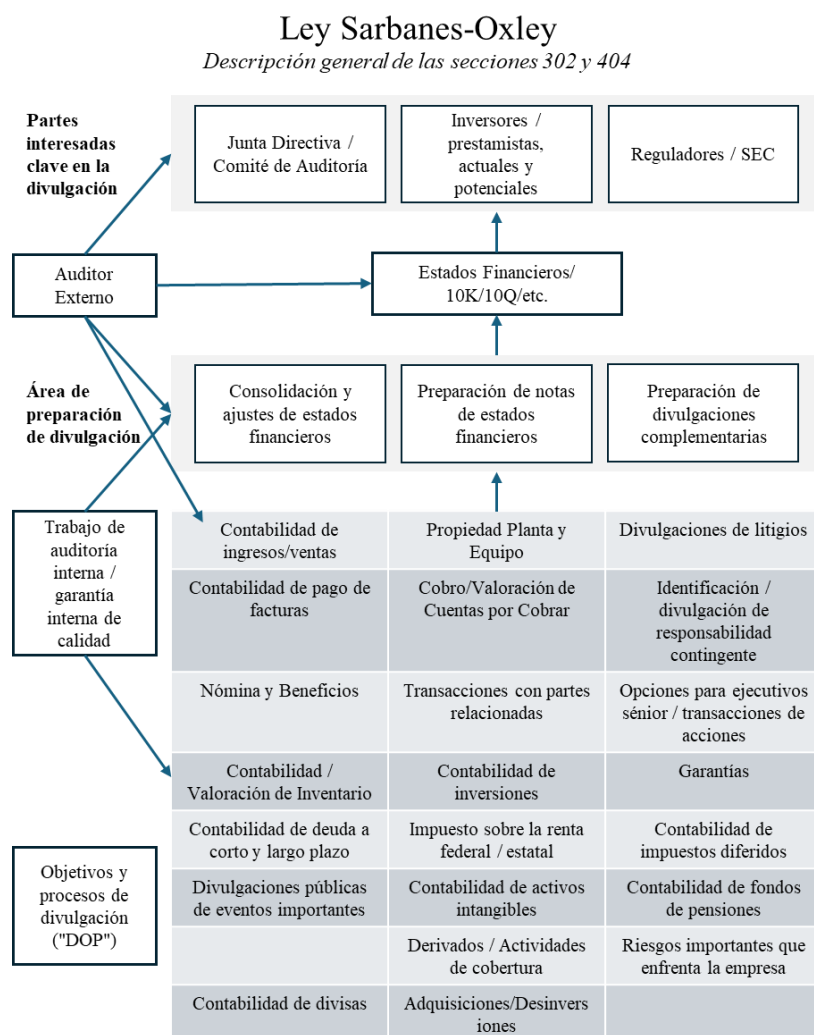 Ley Sarbanes-Oxley
Descripción general de las secciones 302 y 404
Partes
interesadas
clave en la
divulgación
Junta Directiva /
Comité de Auditoría
Inversores /
prestamistas,
actuales y
potenciales
Reguladores / SEC
Auditor
Externo
Estados Financieros/
10K/10Q/etc.
Área de
preparación
de divulgación
Consolidación y
ajustes de estados
financieros
Preparación de notas
de estados
financieros
Preparación de
divulgaciones
complementarias
Trabajo de
auditoría
interna /
garantía
interna de
calidad
Contabilidad de
ingresos/ventas
Propiedad Planta y
Equipo
Divulgaciones de litigios
Contabilidad de pago de
facturas
Cobro/Valoración de
Cuentas por Cobrar
Identificación /
divulgación de
responsabilidad
contingente
Nómina y Beneficios
Transacciones con partes
relacionadas
Opciones para ejecutivos
sénior / transacciones de
acciones
Contabilidad /
Valoración de Inventario
Contabilidad de
inversiones
Garantías
Objetivos y
procesos de
divulgación
("DOP")
Contabilidad de deuda a
corto y largo plazo
Impuesto sobre la renta
federal / estatal
Contabilidad de
impuestos diferidos
Divulgaciones públicas
de eventos importantes
Contabilidad de activos
intangibles
Contabilidad de fondos
de pensiones
Derivados / Actividades
de cobertura
Riesgos importantes que
enfrenta la empresa
Contabilidad de divisas
Adquisiciones/Desinvers
iones